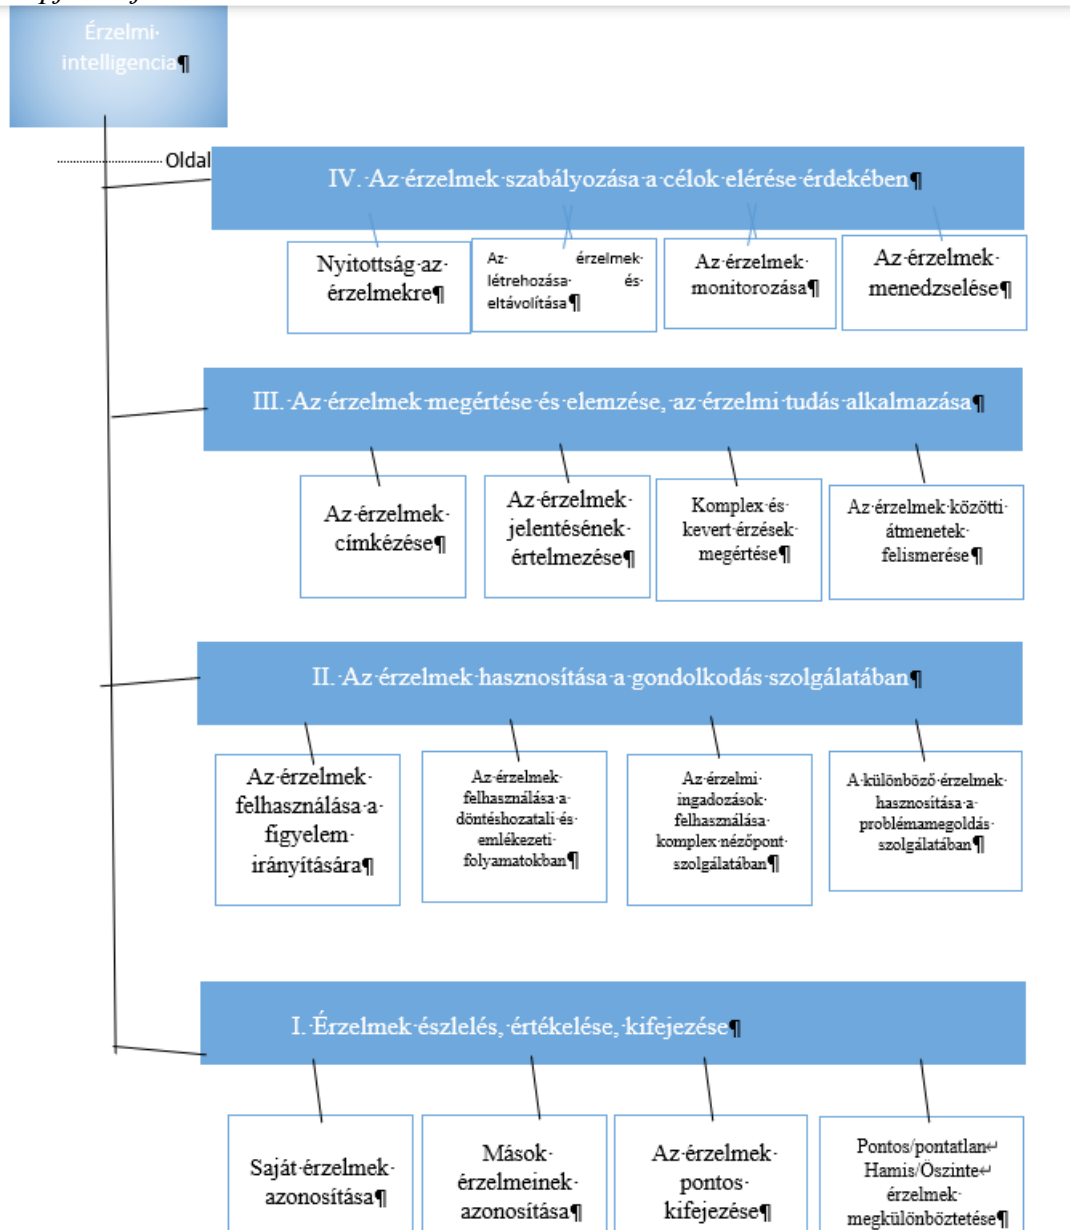 Érzelmi
intelligencia¶
Oldal
IV. Az érzelmek szabályozása a célok elérése érdekében¶
Nyitottság az
érzelmekre¶
Az érzelmek
létrehozása és
eltávolítása¶
Az érzelmek
monitorozása¶
Az érzelmek
menedzselése¶
III. Az érzelmek megértése és elemzése, az érzelmi tudás alkalmazása¶
Az érzelmek
címkézése¶
Az érzelmek
jelentésének
értelmezése¶
Komplex és
kevert érzések
megértése¶
Az érzelmek közötti
átmenetek
felismerése¶
II. Az érzelmek hasznosítása a gondolkodás szolgálatában¶
Az érzelmek
felhasználása a
figyelem
irányítására¶
Az érzelmek
felhasználása a
döntéshozatali és
emlékezeti
folyamatokban¶
Az érzelmi
ingadozások
felhasználása
komplex nézőpont
szolgálatában¶
A különböző érzelmek
hasznosítása a
problémamegoldás
szolgálatában¶
I. Érzelmek észlelés, értékelése, kifejezése¶
Saját érzelmek
azonosítása¶
Mások
érzelmeinek
azonosítása¶
Az érzelmek
pontos
kifejezése¶
Pontos/pontatlan↵
Hamis/Öszinte↵
érzelmek
megkülönböztetése¶